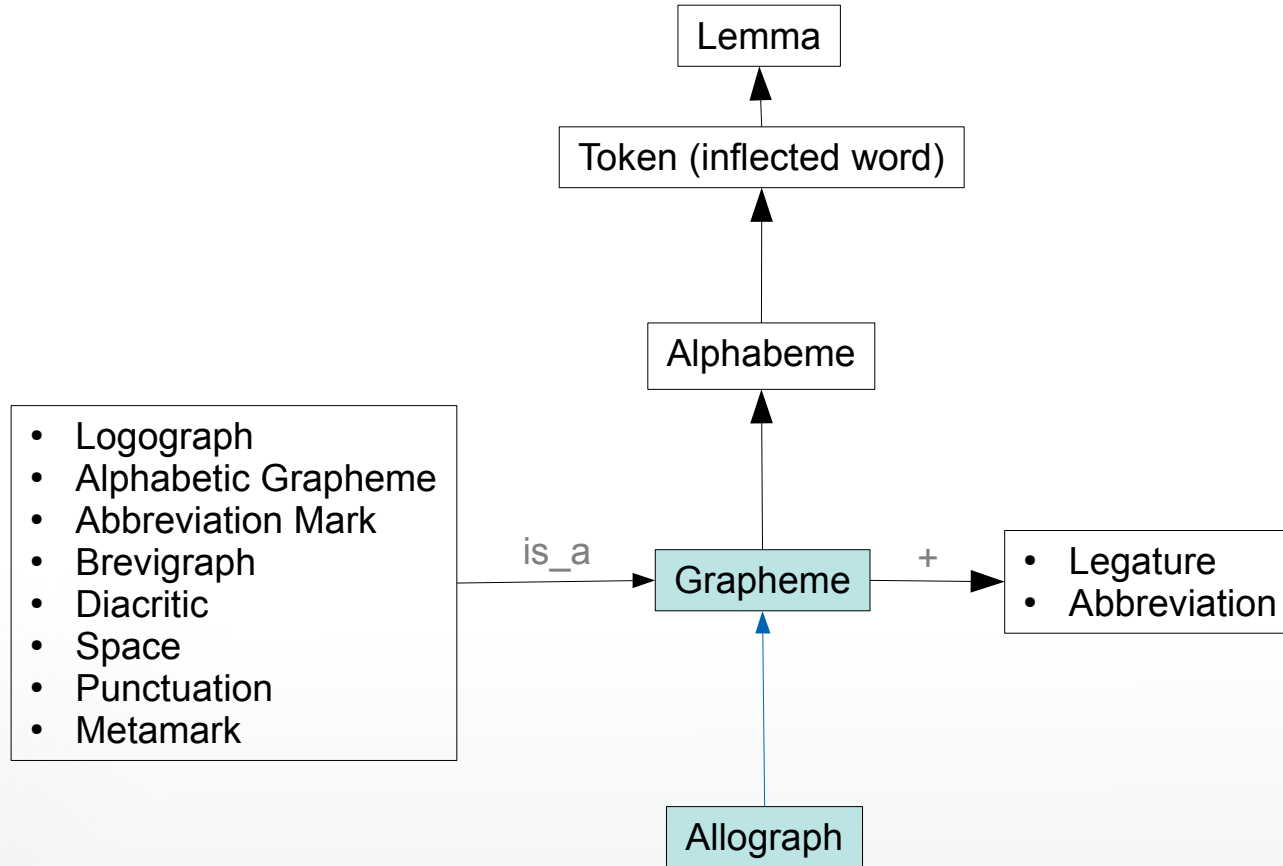 Lemma
Token (inflected word)
Alphabeme
• Logograph
• Alphabetic Grapheme
• Abbreviation Mark
• Brevigraph
• Diacritic
• Space
• Punctuation
• Metamark
is_a
Grapheme
+
• Legature
• Abbreviation
Allograph